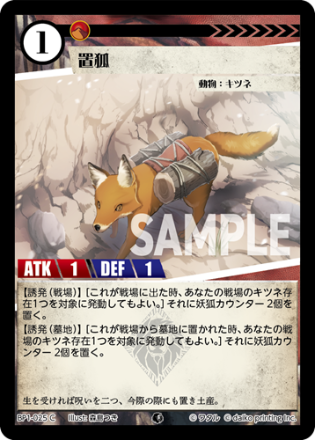 1
置狐
動物：キツネ
SAMPLE
ATK 1 DEF 1
【誘発（戦場）】[これが戦場に出た時、あなたの戦場のキツネ存
在1つを対象に発動してもよい。] それに妖狐カウンター 2個を
置く。
【誘発（墓地）】[これが戦場から墓地に置かれた時、あなたの戦
場のキツネ存在1つを対象に発動してもよい。] それに妖狐カウ
ンター 2個を置く。
生を受ければ呪いを二つ、今際の際にも置き土産。
BP1-025 C Illust: 森野つき © ワタル © daiko printing.